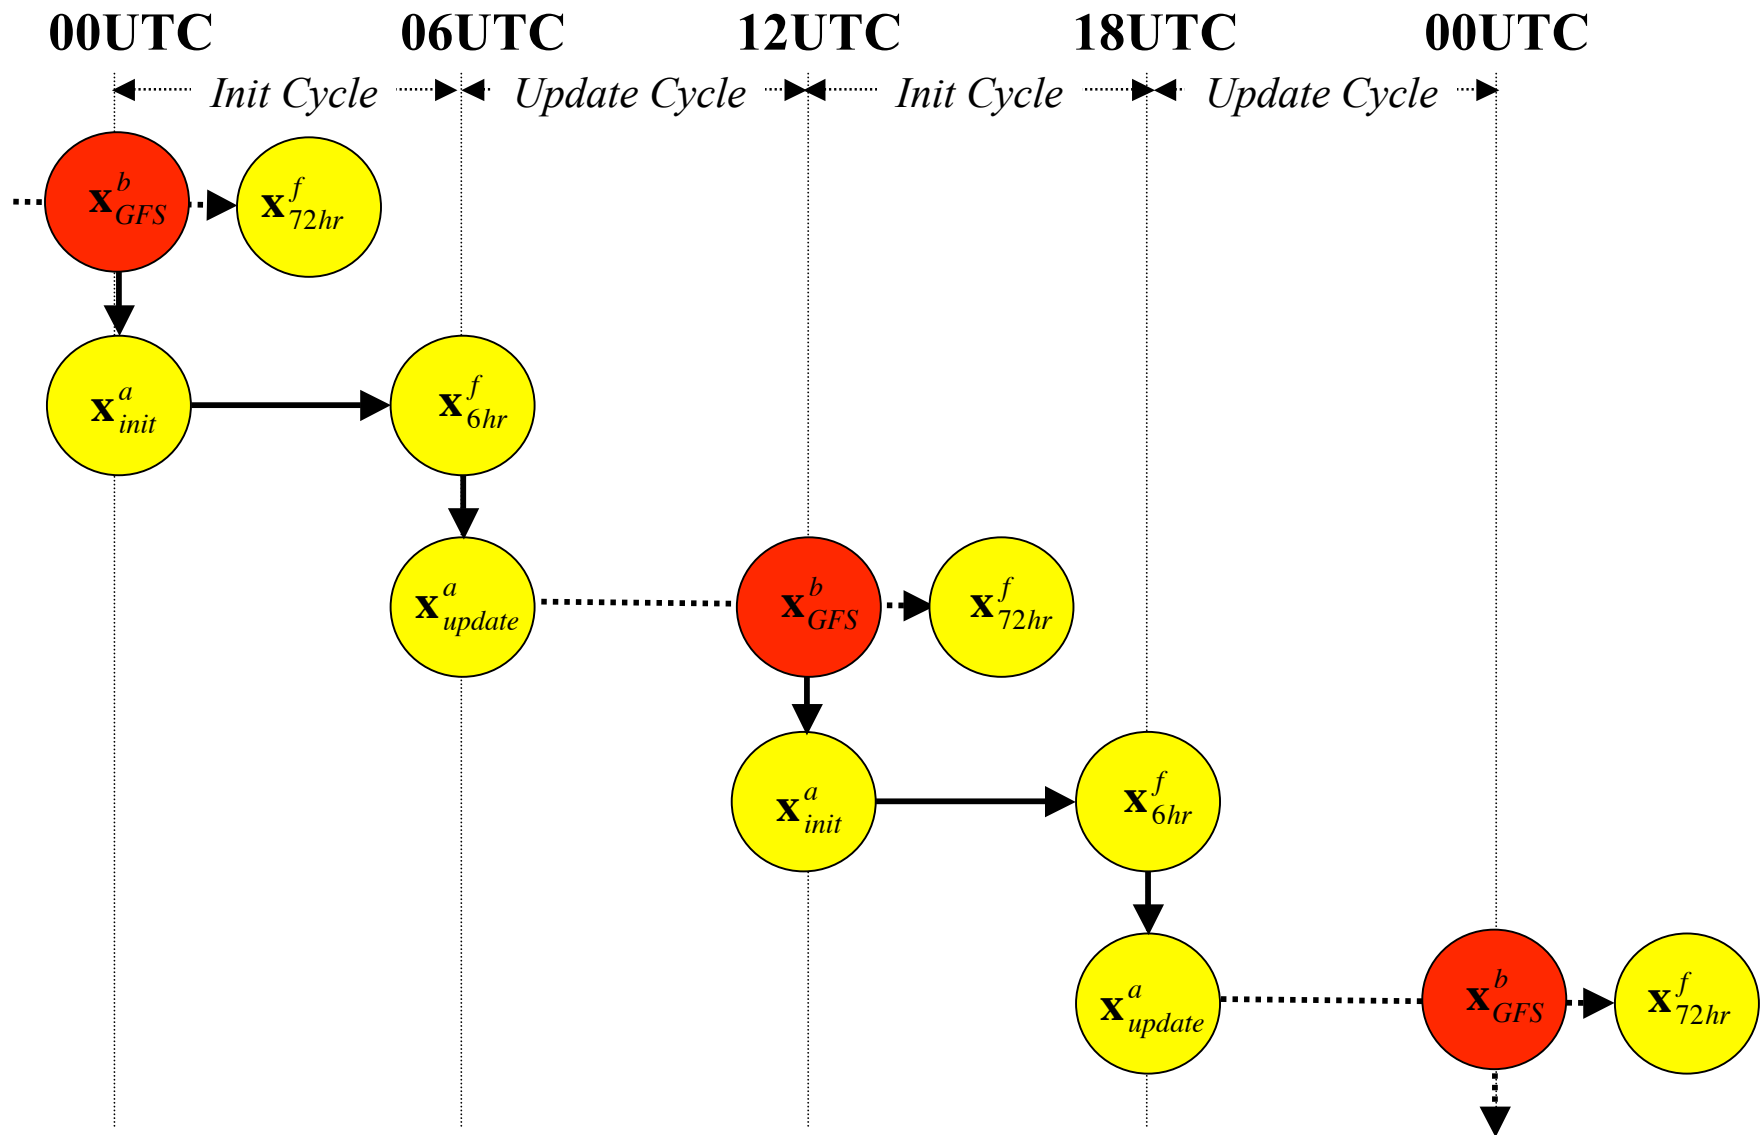 00UTC 06UTC 12UTC 18UTC 00UTC
Init Cycle Update Cycle Init Cycle Update Cycle
x^b_GFS x^f_72hr
x^a_init x^f_6hr
x^a_update x^b_GFS x^f_72hr
x^a_init x^f_6hr
x^a_update x^b_GFS x^f_72hr